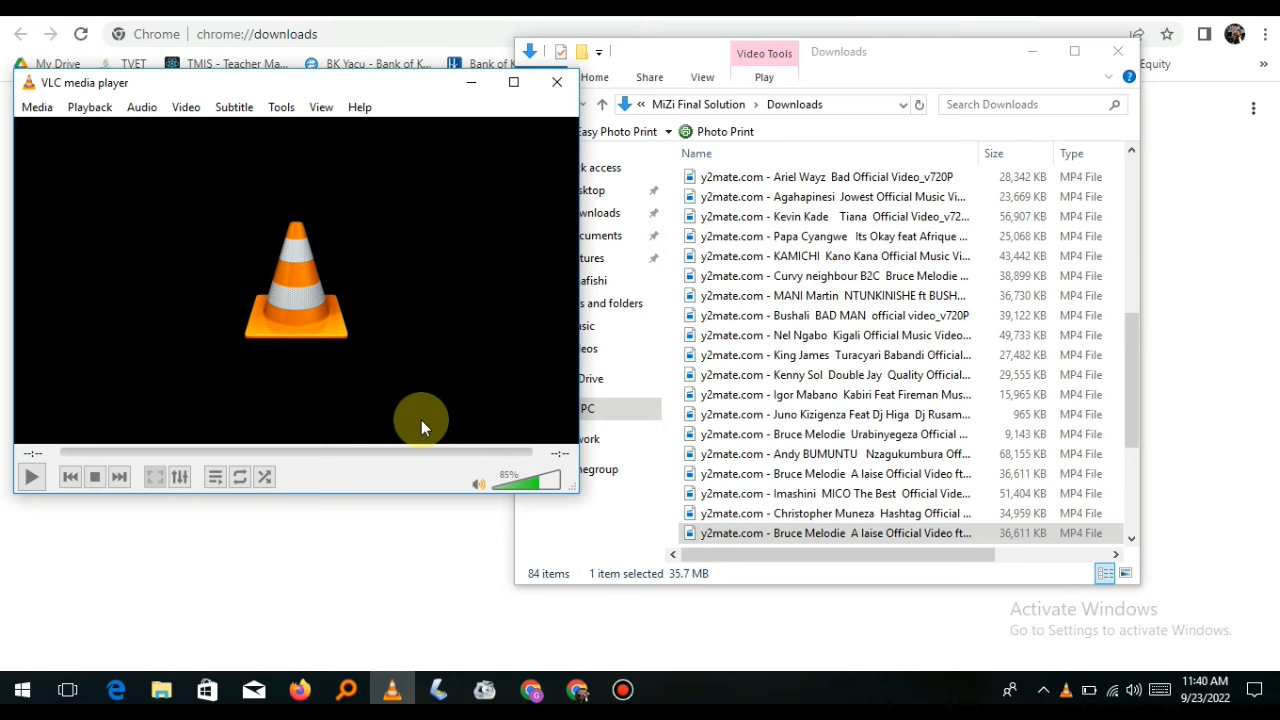 Chrome chrome://downloads
My Drive TVET TMIS - Teacher Ma... BK Yacu - Bank of K... Bank of Equity »
VLC media player
Media Playback Audio Video Subtitle Tools View Help
--:-- --:--
85%
Video Tools Downloads
Home Share View Play
« MiZi Final Solution > Downloads Search Downloads
Easy Photo Print Photo Print
ck access
sktop
wnloads
cuments
tures
afishi
s and folders
sic
eos
Drive
PC
work
negroup
Name Size Type
y2mate.com - Ariel Wayz Bad Official Video_v720P 28,342 KB MP4 File
y2mate.com - Agahapinesi Jowest Official Music Vi... 23,669 KB MP4 File
y2mate.com - Kevin Kade Tiana Official Video_v72... 56,907 KB MP4 File
y2mate.com - Papa Cyangwe Its Okay feat Afrique ... 25,068 KB MP4 File
y2mate.com - KAMICHI Kano Kana Official Music Vi... 43,442 KB MP4 File
y2mate.com - Curvy neighbour B2C Bruce Melodie ... 38,899 KB MP4 File
y2mate.com - MANI Martin NTUNKINISHE ft BUSH... 36,730 KB MP4 File
y2mate.com - Bushali BAD MAN official video_v720P 39,122 KB MP4 File
y2mate.com - Nel Ngabo Kigali Official Music Video... 49,733 KB MP4 File
y2mate.com - King James Turacyari Babandi Official... 27,482 KB MP4 File
y2mate.com - Kenny Sol Double Jay Quality Official... 29,555 KB MP4 File
y2mate.com - Igor Mabano Kabiri Feat Fireman Mus... 15,965 KB MP4 File
y2mate.com - Juno Kizigenza Feat Dj Higa Dj Rusam... 965 KB MP4 File
y2mate.com - Bruce Melodie Urabinyegeza Official ... 9,143 KB MP4 File
y2mate.com - Andy BUMUNTU Nzagukumbura Off... 68,155 KB MP4 File
y2mate.com - Bruce Melodie A laise Official Video ft... 36,611 KB MP4 File
y2mate.com - Imashini MICO The Best Official Vide... 51,404 KB MP4 File
y2mate.com - Christopher Muneza Hashtag Official ... 34,959 KB MP4 File
y2mate.com - Bruce Melodie A laise Official Video ft... 36,611 KB MP4 File
84 items 1 item selected 35.7 MB
Activate Windows
Go to Settings to activate Windows.
11:40 AM
9/23/2022